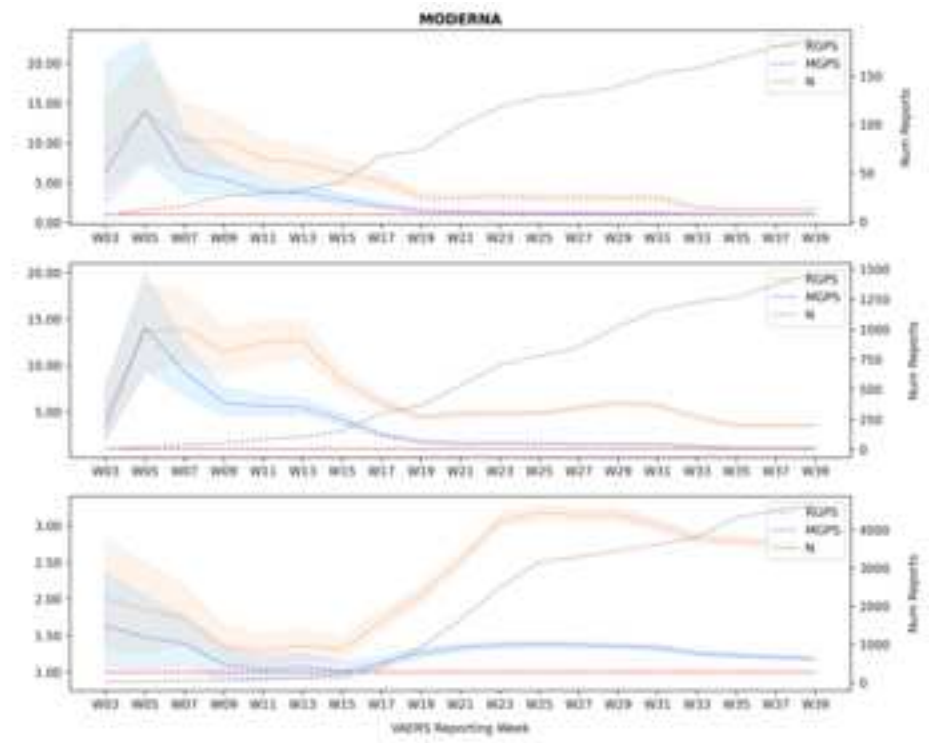 MODERNA
20.00
15.00
10.00
5.00
0.00
150
100
50
0
Num Reports
RGPS
MGPS
N
W03 W05 W07 W09 W11 W13 W15 W17 W19 W21 W23 W25 W27 W29 W31 W33 W35 W37 W39
20.00
15.00
10.00
5.00
1500
1250
1000
750
500
250
0
Num Reports
RGPS
MGPS
N
W03 W05 W07 W09 W11 W13 W15 W17 W19 W21 W23 W25 W27 W29 W31 W33 W35 W37 W39
3.00
2.50
2.00
1.50
1.00
4000
3000
2000
1000
0
Num Reports
RGPS
MGPS
N
W03 W05 W07 W09 W11 W13 W15 W17 W19 W21 W23 W25 W27 W29 W31 W33 W35 W37 W39
VAERS Reporting Week